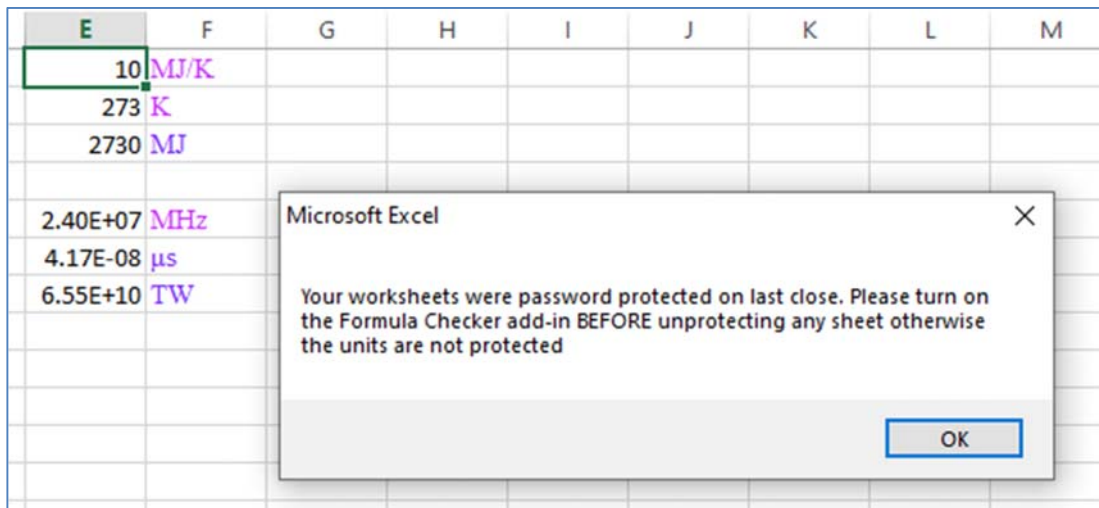 E F G H I J K L M
10 MJ/K
273 K
2730 MJ
2.40E+07 MHz
4.17E-08 µs
6.55E+10 TW
Microsoft Excel
Your worksheets were password protected on last close. Please turn on
the Formula Checker add-in BEFORE unprotecting any sheet otherwise
the units are not protected
OK